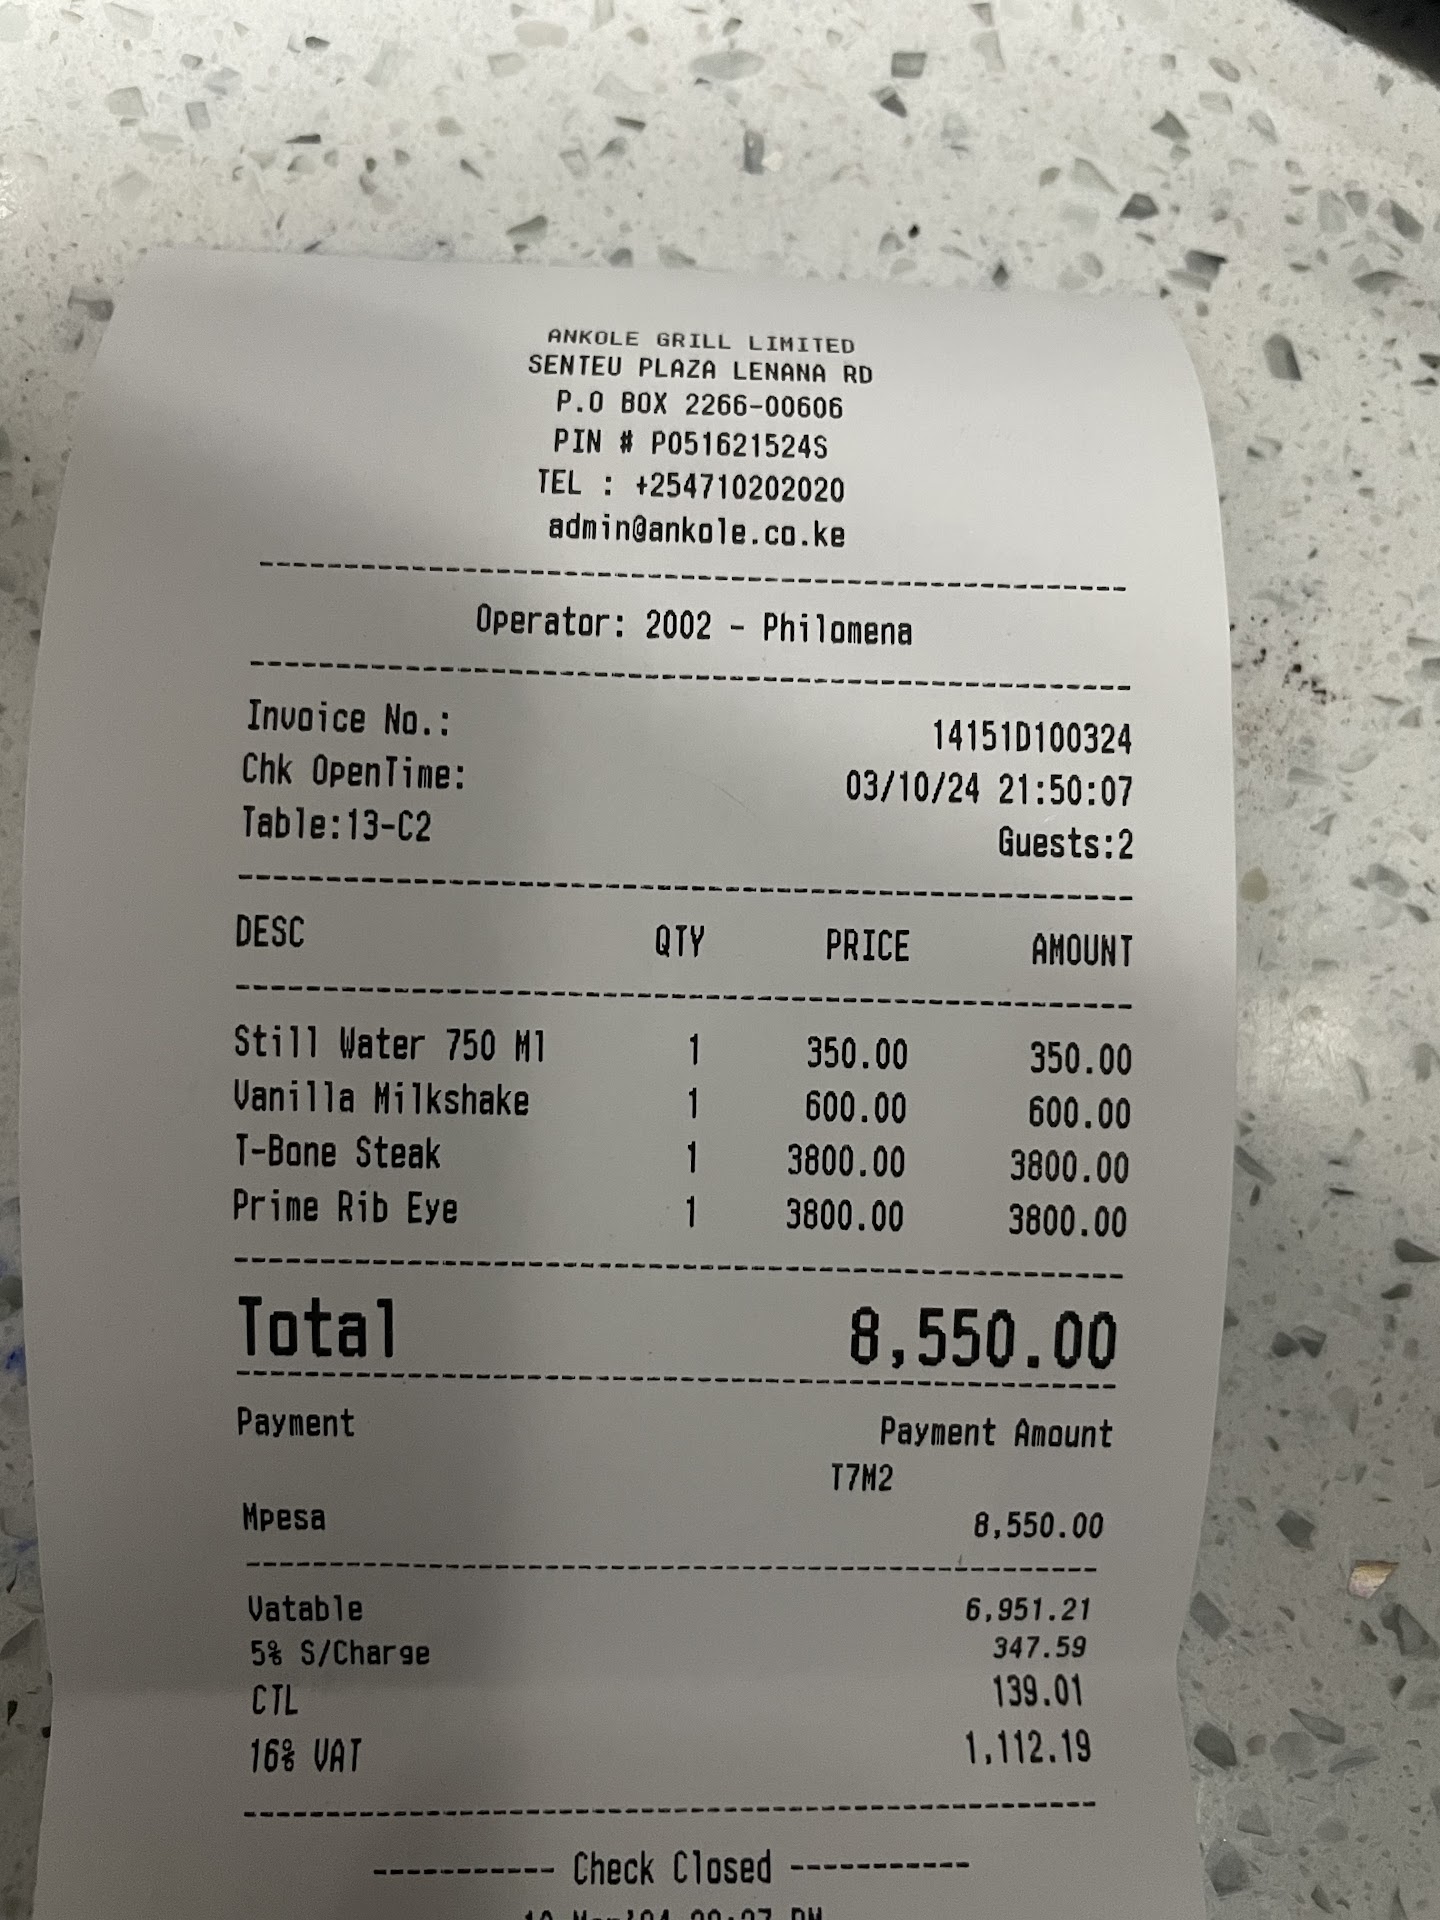 ANKOLE GRILL LIMITED
SENTEU PLAZA LENANA RD
P.O BOX 2266-00606
PIN # P051621524S
TEL : +254710202020
admin@ankole.co.ke
Operator: 2002 - Philomena
Invoice No.: 14151D100324
Chk OpenTime: 03/10/24 21:50:07
Table:13-C2 Guests:2
DESC QTY PRICE AMOUNT
Still Water 750 Ml 1 350.00 350.00
Vanilla Milkshake 1 600.00 600.00
T-Bone Steak 1 3800.00 3800.00
Prime Rib Eye 1 3800.00 3800.00
Total 8,550.00
Payment Payment Amount
T7M2
Mpesa 8,550.00
Vatable 6,951.21
5% S/Charge 347.59
CTL 139.01
16% VAT 1,112.19
----------- Check Closed -----------